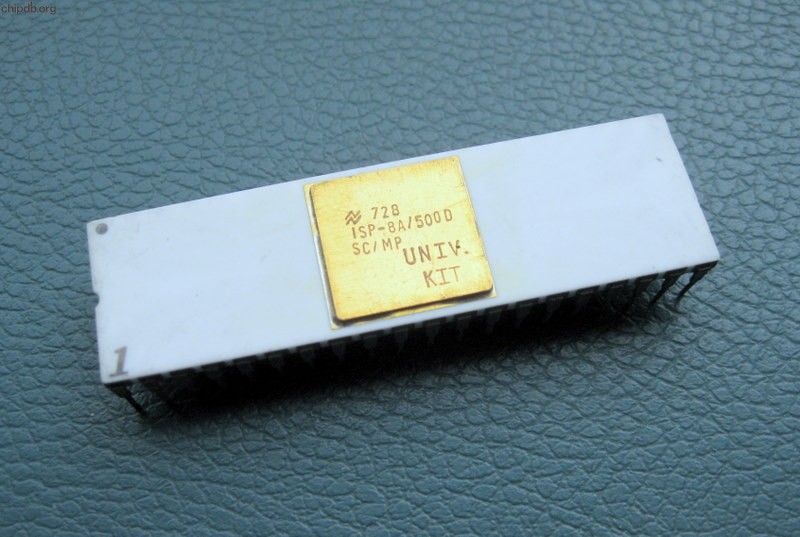 chipdb.org
728
ISP-8A/500D
SC/MP
UNIV.
KIT
1